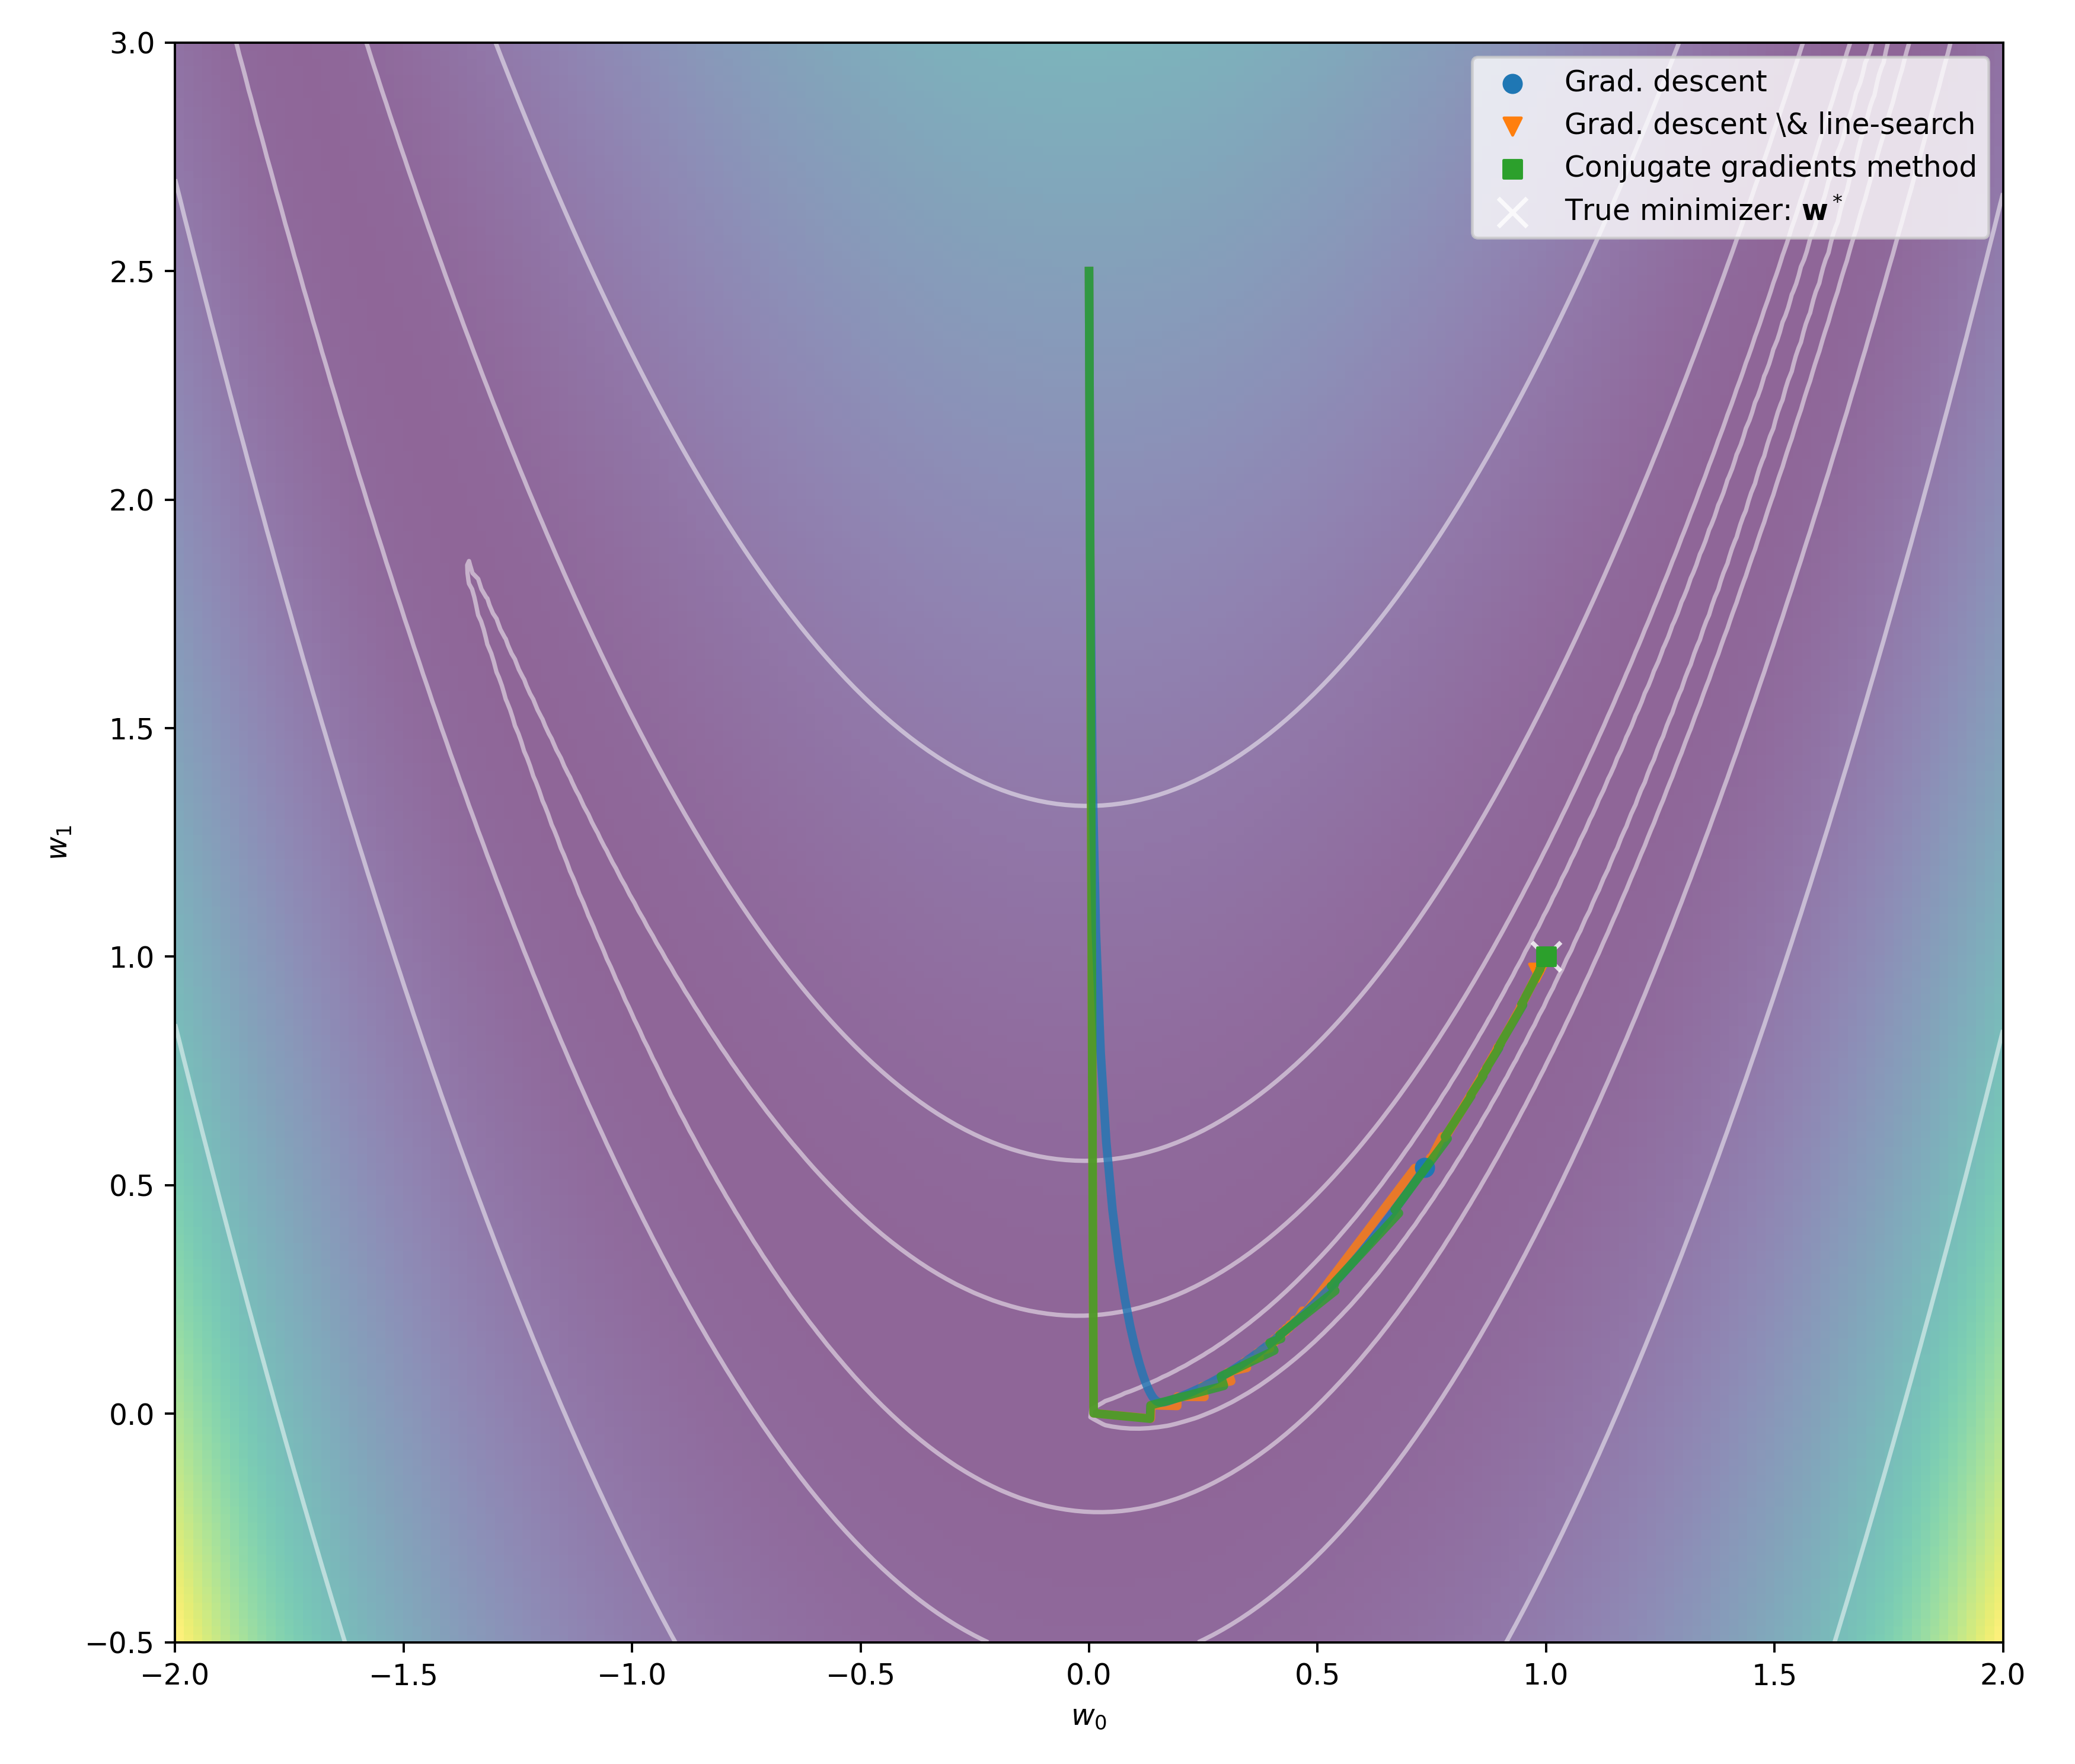 3.0
2.5
2.0
1.5
1.0
0.5
0.0
−0.5
w₁
Grad. descent
Grad. descent \& line-search
Conjugate gradients method
True minimizer: w*
−2.0 −1.5 −1.0 −0.5 0.0 0.5 1.0 1.5 2.0
w₀